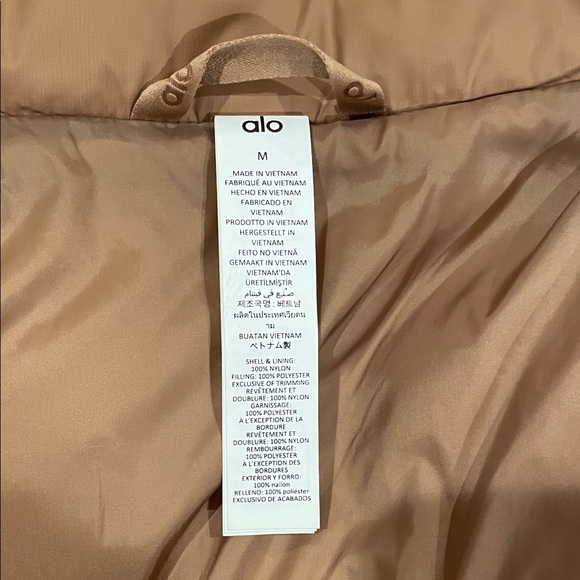 alo
alo
M
MADE IN VIETNAM
FABRIQUÉ AU VIETNAM
HECHO EN VIETNAM
FABRICADO EN
VIETNAM
PRODOTTO IN VIETNAM
HERGESTELLT IN
VIETNAM
FEITO NO VIETNÃ
GEMAAKT IN VIETNAM
VIETNAM'DA
ÜRETİLMİŞTİR
صنع في فيتنام
제조국명 : 베트남
ผลิตในประเทศเวียดน
าม
BUATAN VIETNAM
ベトナム製
SHELL & LINING:
100% NYLON
FILLING: 100% POLYESTER
EXCLUSIVE OF TRIMMING
REVÊTEMENT ET
DOUBLURE: 100% NYLON
GARNISSAGE:
100% POLYESTER
À L'EXCEPTION DE LA
BORDURE
REVÊTEMENT ET
DOUBLURE: 100% NYLON
REMBOURRAGE:
100% POLYESTER
À L'EXCEPTION DES
BORDURES
EXTERIOR Y FORRO:
100% nailon
RELLENO: 100% poliéster
EXCLUSIVO DE ACABADOS